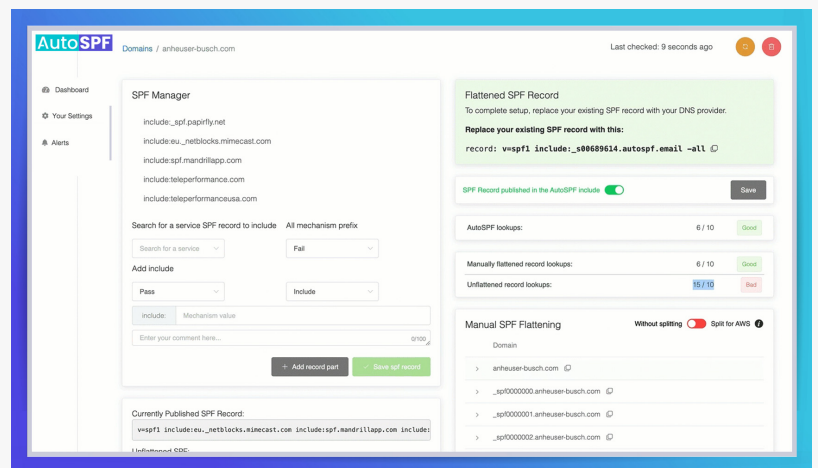 AutoSPF
Domains / anheuser-busch.com
Last checked: 9 seconds ago
Dashboard
Your Settings
Alerts
SPF Manager
include:_spf.papirfly.net
include:eu._netblocks.mimecast.com
include:spf.mandrillapp.com
include:teleperformance.com
include:teleperformanceusa.com
Search for a service SPF record to include
All mechanism prefix
Search for a service
Fail
Add include
Pass
Include
include:
Mechanism value
Enter your comment here...
0/100
+ Add record part
✓ Save spf record
Currently Published SPF Record:
v=spf1 include:eu._netblocks.mimecast.com include:spf.mandrillapp.com include:
Unflattened SPF:
Flattened SPF Record
To complete setup, replace your existing SPF record with your DNS provider.
Replace your existing SPF record with this:
record: v=spf1 include:_s00689614.autospf.email ~all
SPF Record published in the AutoSPF include
Save
AutoSPF lookups:
6 / 10
Good
Manually flattened record lookups:
6 / 10
Good
Unflattened record lookups:
15 / 10
Bad
Manual SPF Flattening
Without splitting
Split for AWS
Domain
> anheuser-busch.com
> _spf0000000.anheuser-busch.com
> _spf0000001.anheuser-busch.com
> _spf0000002.anheuser-busch.com